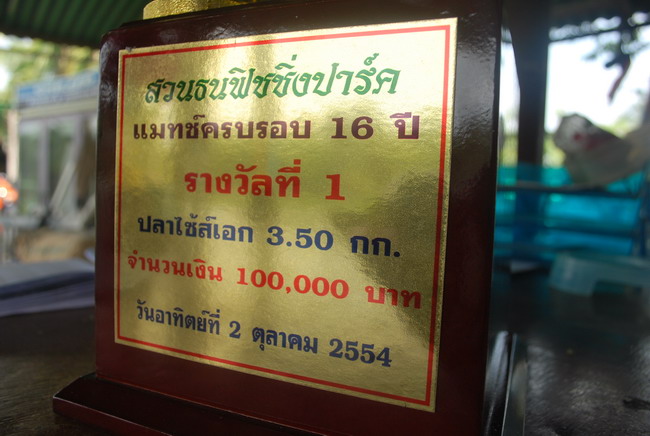 สวนธนฟิชชิ่งปาร์ค
แมทช์ครบรอบ 16 ปี
รางวัลที่ 1
ปลาไซ้ส์เอก 3.50 กก.
จำนวนเงิน 100,000 บาท
วันอาทิตย์ที่ 2 ตุลาคม 2554